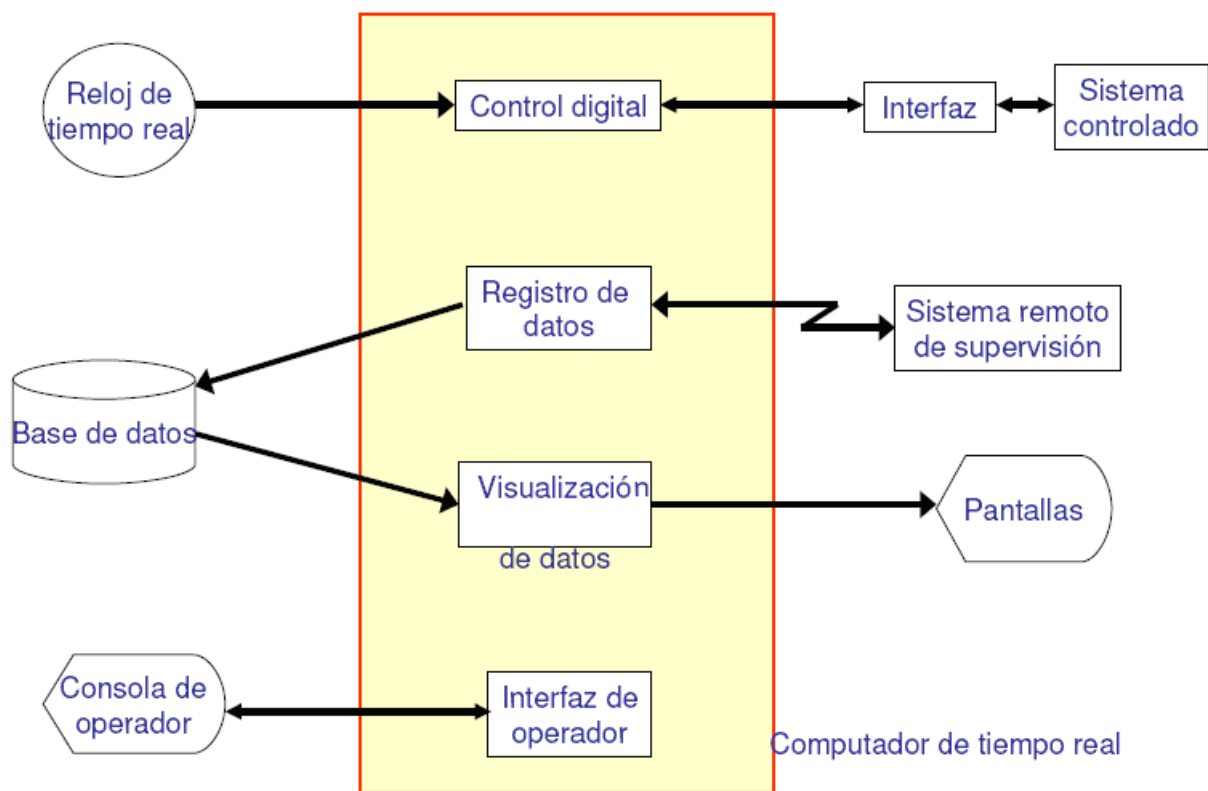 Reloj de
tiempo real
Control digital
Interfaz
Sistema
controlado
Registro de
datos
Sistema remoto
de supervisión
Base de datos
Visualización
de datos
Pantallas
Consola de
operador
Interfaz de
operador
Computador de tiempo real